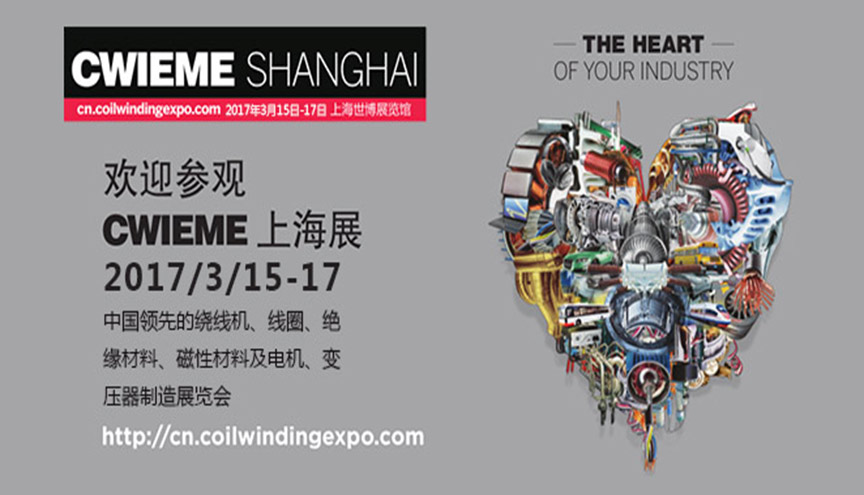 CWIEME SHANGHAI
cn.coilwindingexpo.com 2017年3月15日-17日 上海世博展览馆
THE HEART
OF YOUR INDUSTRY
欢迎参观
CWIEME 上海展
2017/3/15-17
中国领先的绕线机、线圈、绝
缘材料、磁性材料及电机、变
压器制造展览会
http://cn.coilwindingexpo.com